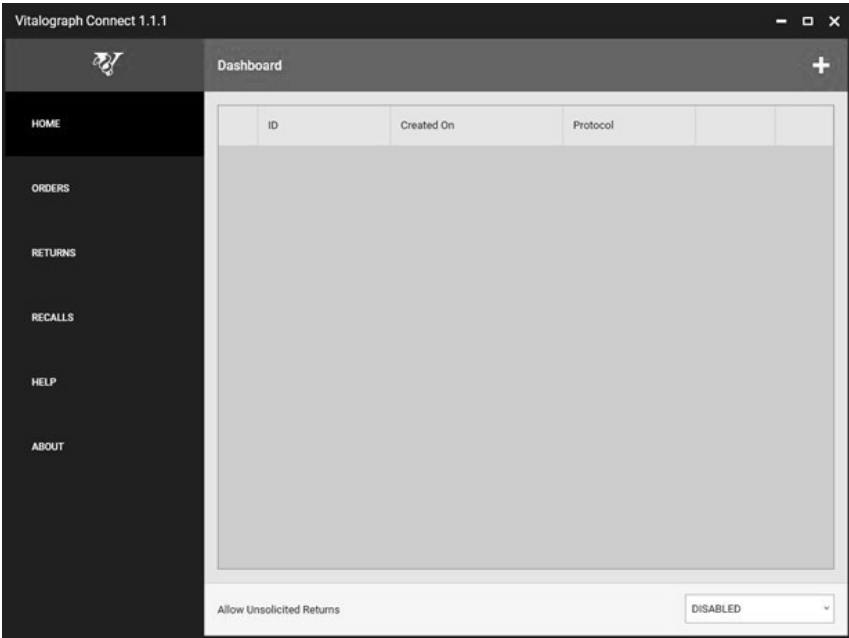 Vitalograph Connect 1.1.1
Dashboard
HOME
ID Created On Protocol
ORDERS
RETURNS
RECALLS
HELP
ABOUT
Allow Unsolicited Returns DISABLED